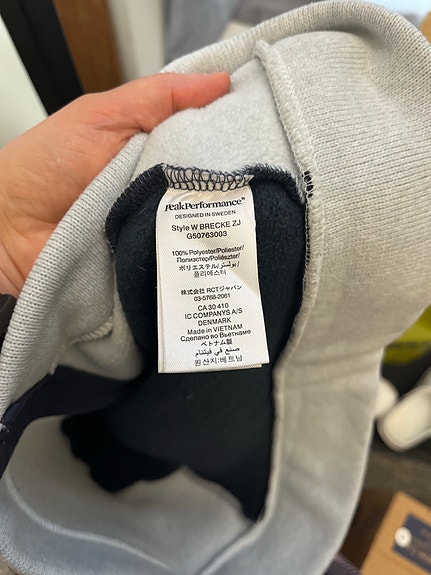 PeakPerformance®
DESIGNED IN SWEDEN
Style W BRECKE ZJ
G50763003
100% Polyester/Poliester/
Полиэстер/Poliészter/
ポリエステル/بوليستر/
폴리에스터
株式会社 RCTジャパン
03-5768-2061
CA 30 410
IC COMPANYS A/S
DENMARK
Made in VIETNAM
Сделано во Вьетнаме
ベトナム製
صنع في فيتنام
원산지: 베트남